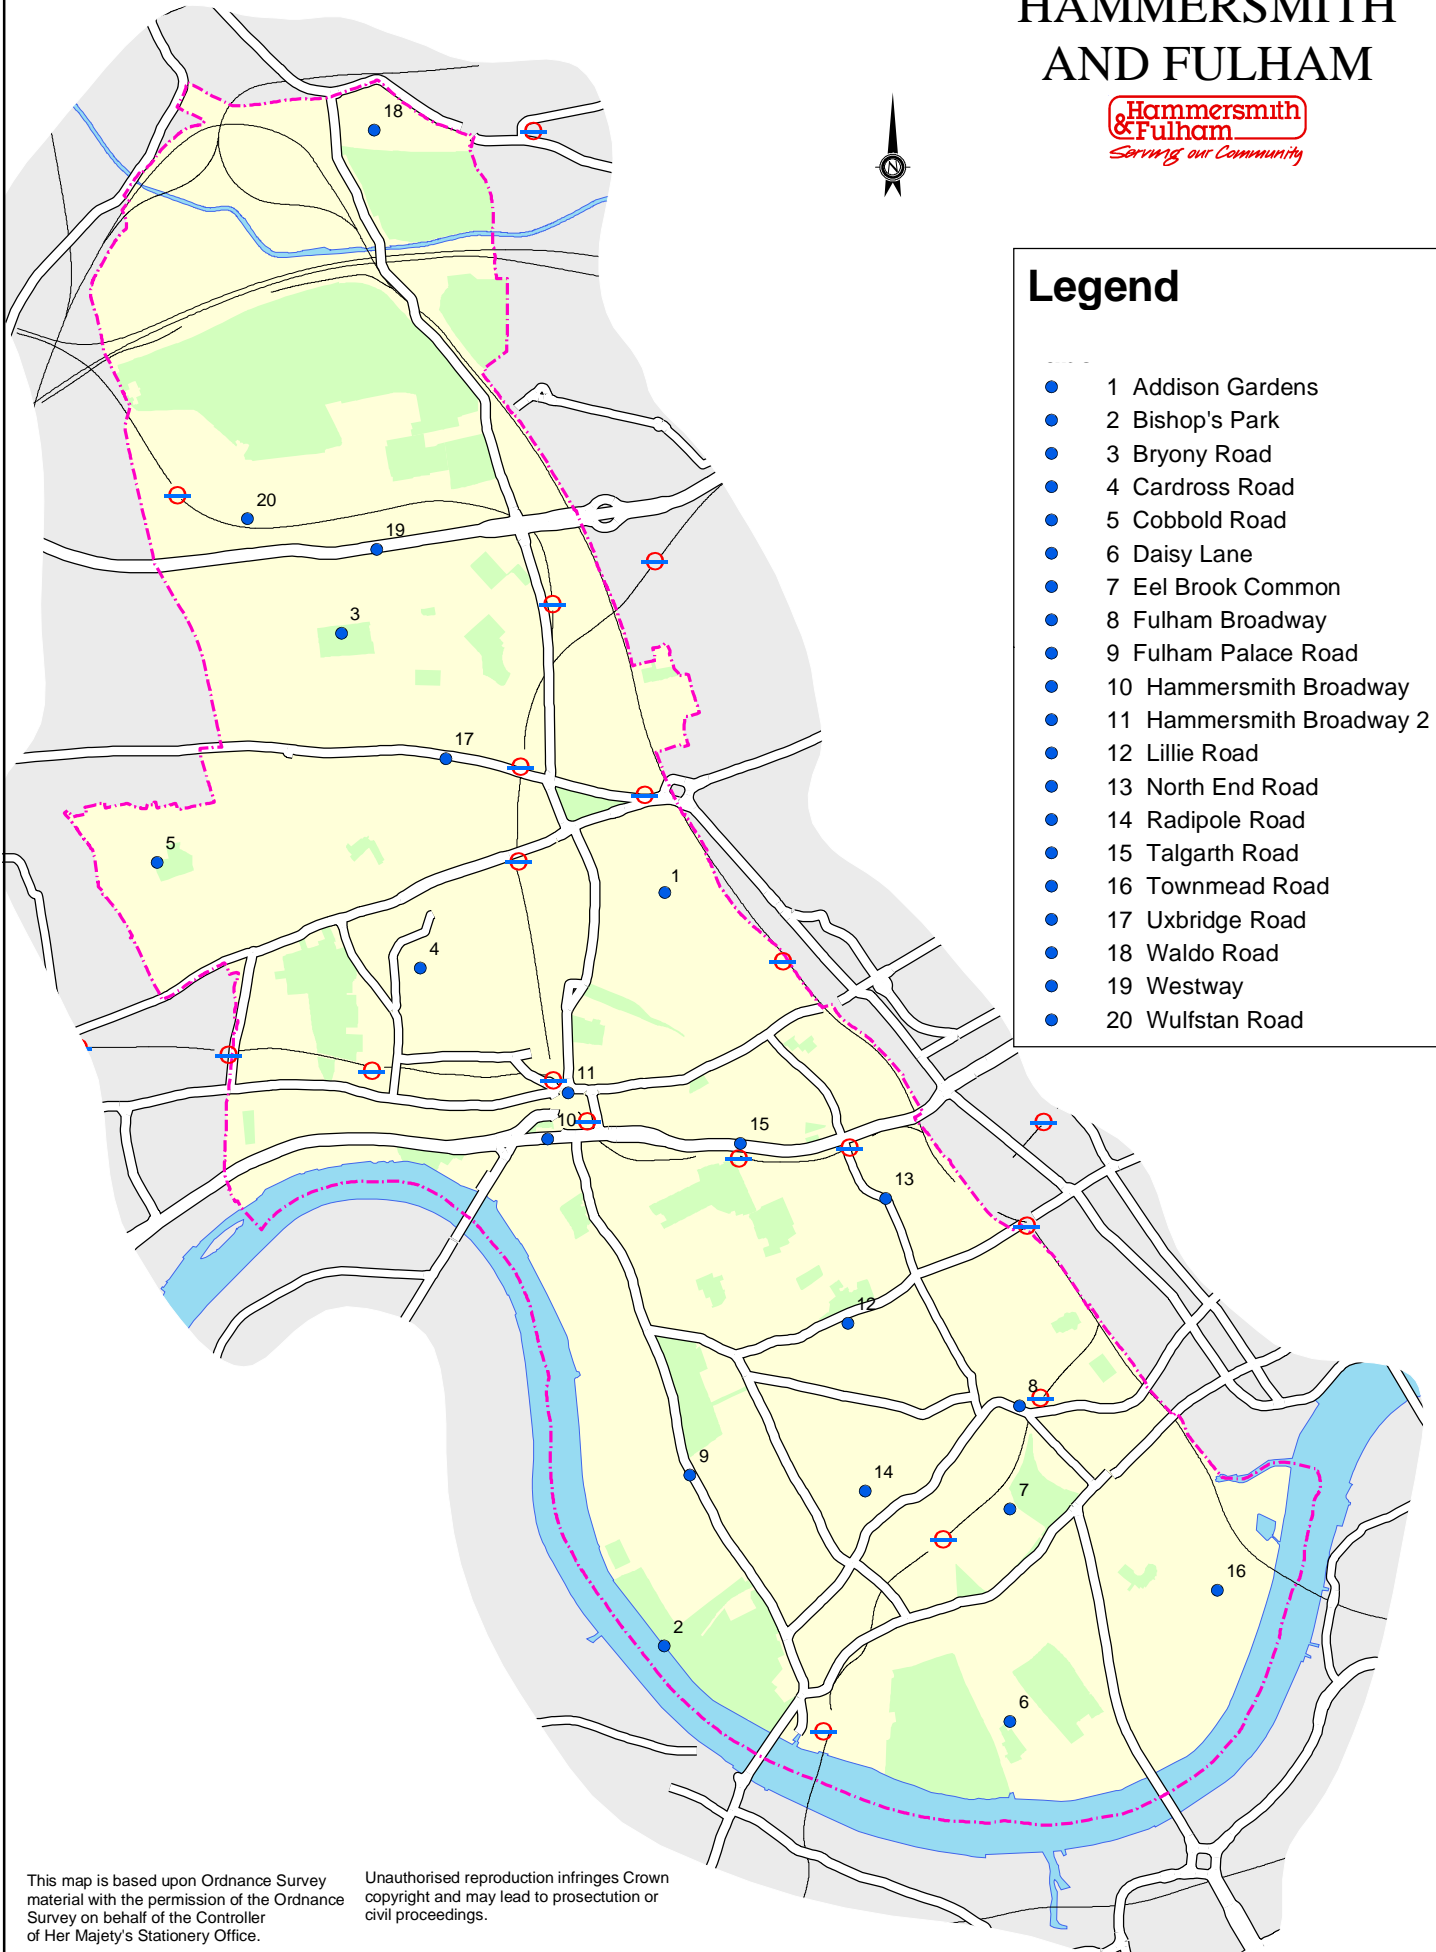 HAMMERSMITH
AND FULHAM
Hammersmith
&Fulham
Serving our Community
N
Legend
1 Addison Gardens
2 Bishop's Park
3 Bryony Road
4 Cardross Road
5 Cobbold Road
6 Daisy Lane
7 Eel Brook Common
8 Fulham Broadway
9 Fulham Palace Road
10 Hammersmith Broadway
11 Hammersmith Broadway 2
12 Lillie Road
13 North End Road
14 Radipole Road
15 Talgarth Road
16 Townmead Road
17 Uxbridge Road
18 Waldo Road
19 Westway
20 Wulfstan Road
18
20
19
3
17
5
1
4
11
10
15
13
12
8
9
14
7
16
2
6
This map is based upon Ordnance Survey
material with the permission of the Ordnance
Survey on behalf of the Controller
of Her Majety's Stationery Office.
Unauthorised reproduction infringes Crown
copyright and may lead to prosectution or
civil proceedings.